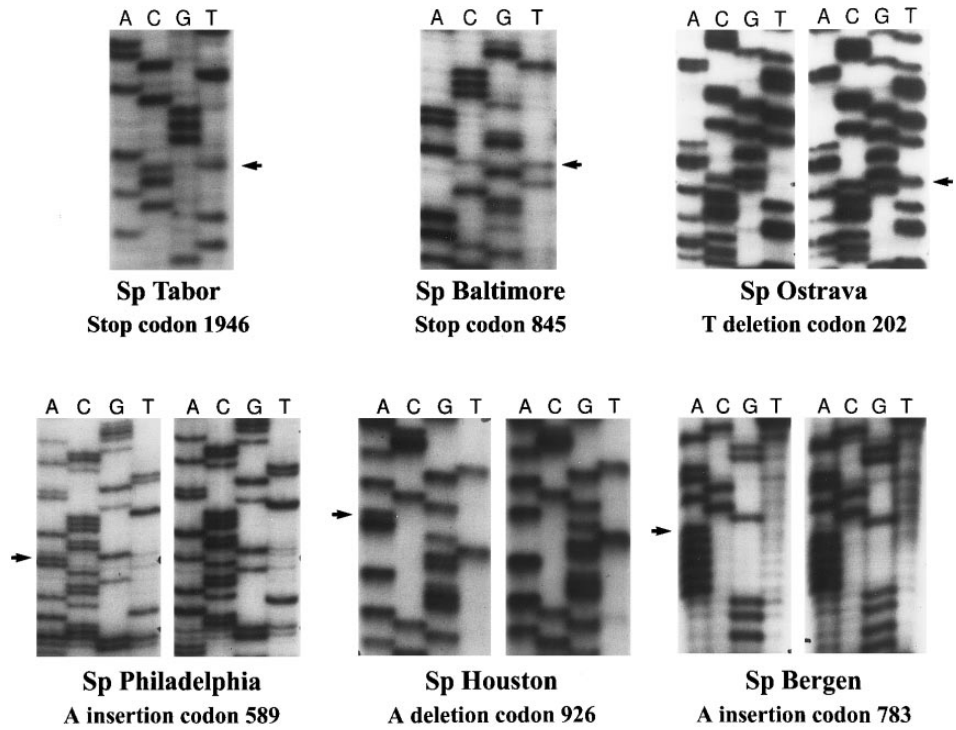 A C G T
A C G T
A C G T A C G T
Sp Tabor
Stop codon 1946
Sp Baltimore
Stop codon 845
Sp Ostrava
T deletion codon 202
A C G T A C G T
A C G T A C G T
A C G T A C G T
Sp Philadelphia
A insertion codon 589
Sp Houston
A deletion codon 926
Sp Bergen
A insertion codon 783